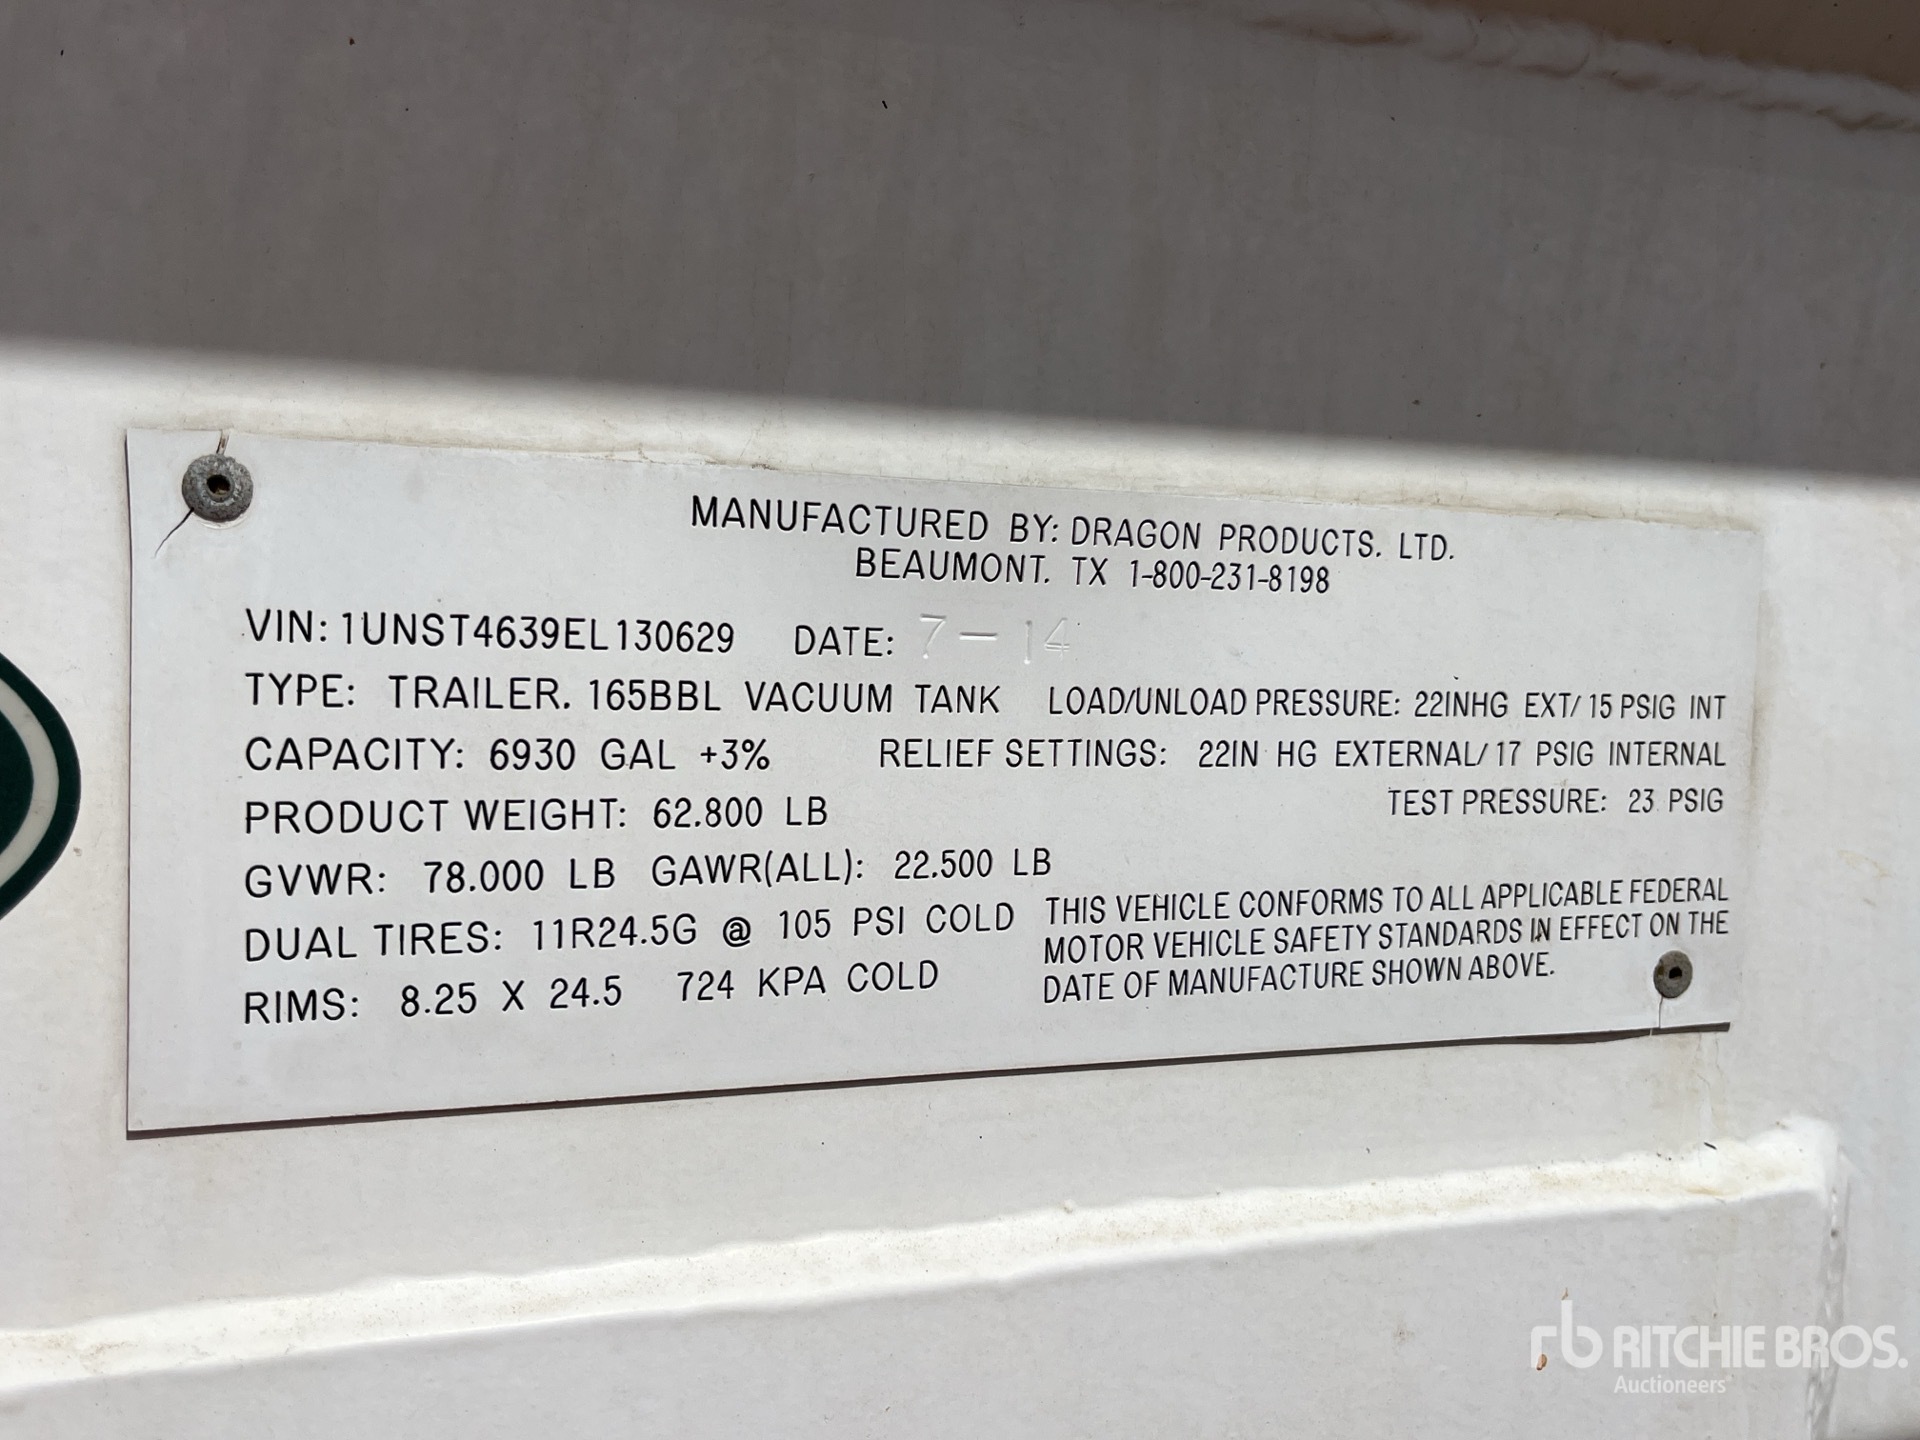 MANUFACTURED BY: DRAGON PRODUCTS. LTD.
BEAUMONT. TX 1-800-231-8198
VIN: 1UNST4639EL130629 DATE: 7-14
TYPE: TRAILER. 165BBL VACUUM TANK LOAD/UNLOAD PRESSURE: 22INHG EXT/ 15 PSIG INT
CAPACITY: 6930 GAL +3% RELIEF SETTINGS: 22IN HG EXTERNAL/ 17 PSIG INTERNAL
PRODUCT WEIGHT: 62.800 LB TEST PRESSURE: 23 PSIG
GVWR: 78.000 LB GAWR(ALL): 22.500 LB
DUAL TIRES: 11R24.5G @ 105 PSI COLD
RIMS: 8.25 X 24.5 724 KPA COLD
THIS VEHICLE CONFORMS TO ALL APPLICABLE FEDERAL
MOTOR VEHICLE SAFETY STANDARDS IN EFFECT ON THE
DATE OF MANUFACTURE SHOWN ABOVE.
rb RITCHIE BROS.
Auctioneers